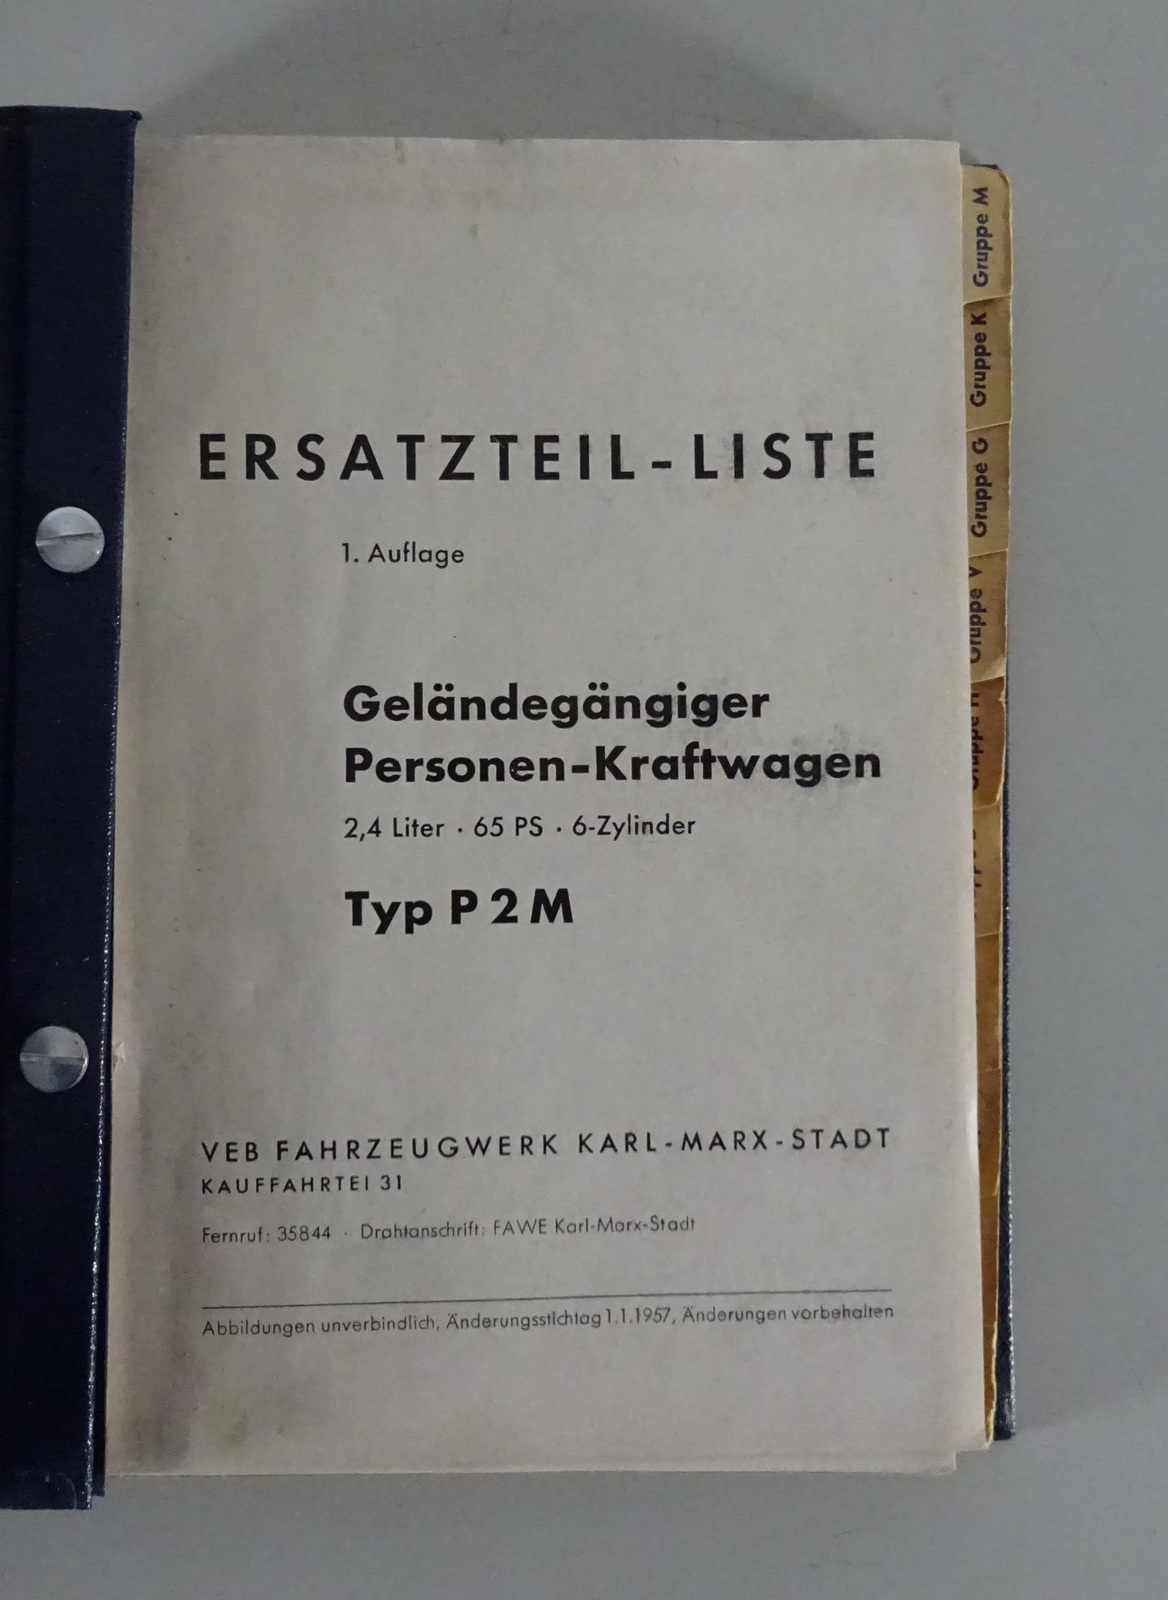 ERSATZTEIL-LISTE
1. Auflage
Geländegängiger
Personen-Kraftwagen
2,4 Liter · 65 PS · 6-Zylinder
Typ P 2 M
VEB FAHRZEUGWERK KARL-MARX-STADT
KAUFFAHRTEI 31
Fernruf: 35844 · Drahtanschrift: FAWE Karl-Marx-Stadt
Abbildungen unverbindlich, Änderungsstichtag 1.1.1957, Änderungen vorbehalten
Gruppe M
Gruppe K
Gruppe G
Gruppe V
Gruppe H